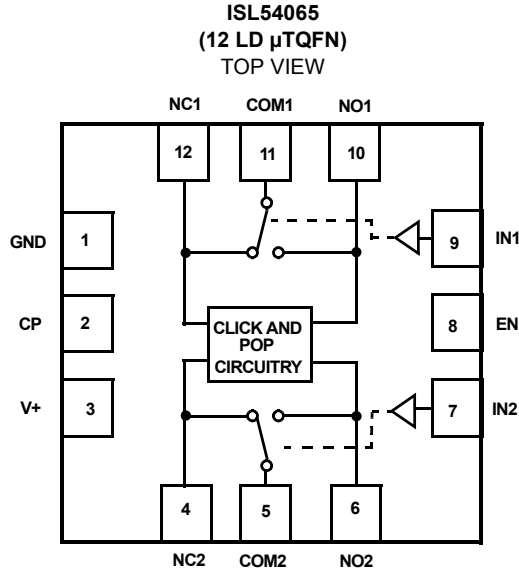 ISL54065
(12 LD µTQFN)
TOP VIEW
NC1 COM1 NO1
12 11 10
GND 1 9 IN1
CP 2 8 EN
CLICK AND
POP
CIRCUITRY
V+ 3 7 IN2
4 5 6
NC2 COM2 NO2